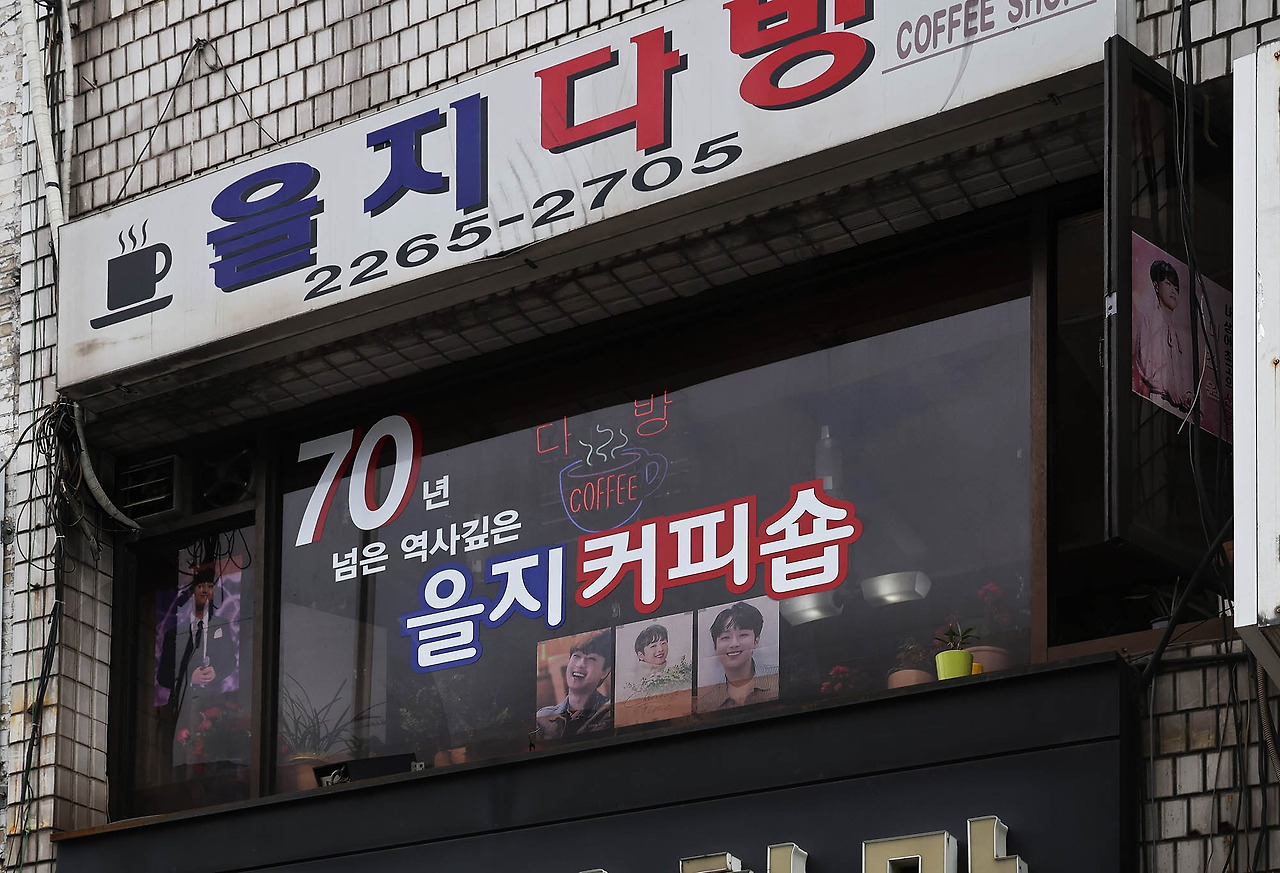 을지다방 COFFEE SHOP
2265-2705
다방
COFFEE
70년
넘은 역사깊은
을지커피숍